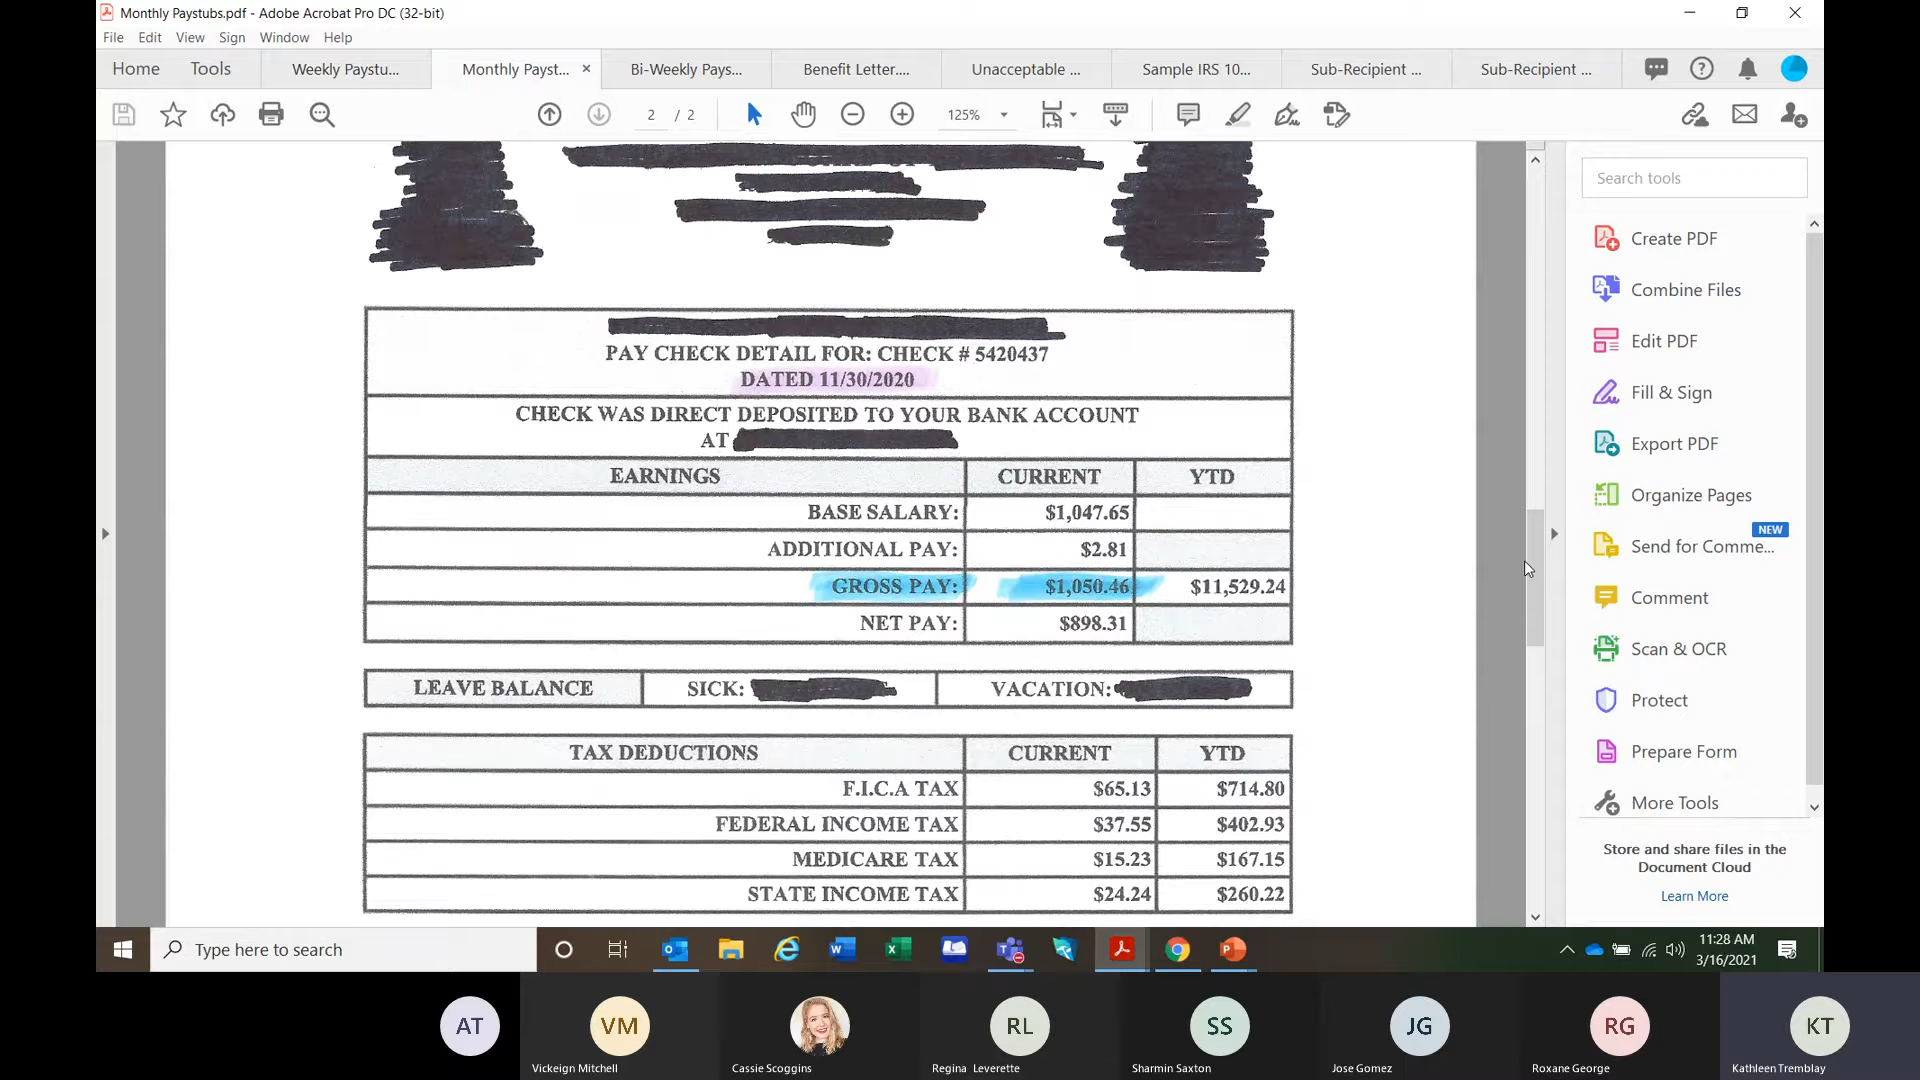 Monthly Paystubs.pdf - Adobe Acrobat Pro DC (32-bit)
File Edit View Sign Window Help
Home Tools Weekly Paystu... Monthly Payst... × Bi-Weekly Pays... Benefit Letter.... Unacceptable ... Sample IRS 10... Sub-Recipient ... Sub-Recipient ...
2 / 2 125%
Search tools
Create PDF
Combine Files
Edit PDF
Fill & Sign
Export PDF
Organize Pages
NEW
Send for Comme...
Comment
Scan & OCR
Protect
Prepare Form
More Tools
Store and share files in the
Document Cloud
Learn More
PAY CHECK DETAIL FOR: CHECK # 5420437
DATED 11/30/2020
CHECK WAS DIRECT DEPOSITED TO YOUR BANK ACCOUNT
AT
EARNINGS CURRENT YTD
BASE SALARY: $1,047.65
ADDITIONAL PAY: $2.81
GROSS PAY: $1,050.46 $11,529.24
NET PAY: $898.31
LEAVE BALANCE SICK: VACATION:
TAX DEDUCTIONS CURRENT YTD
F.I.C.A TAX $65.13 $714.80
FEDERAL INCOME TAX $37.55 $402.93
MEDICARE TAX $15.23 $167.15
STATE INCOME TAX $24.24 $260.22
Type here to search
11:28 AM
3/16/2021
AT VM RL SS JG RG KT
Vickeign Mitchell Cassie Scoggins Regina Leverette Sharmin Saxton Jose Gomez Roxane George Kathleen Tremblay